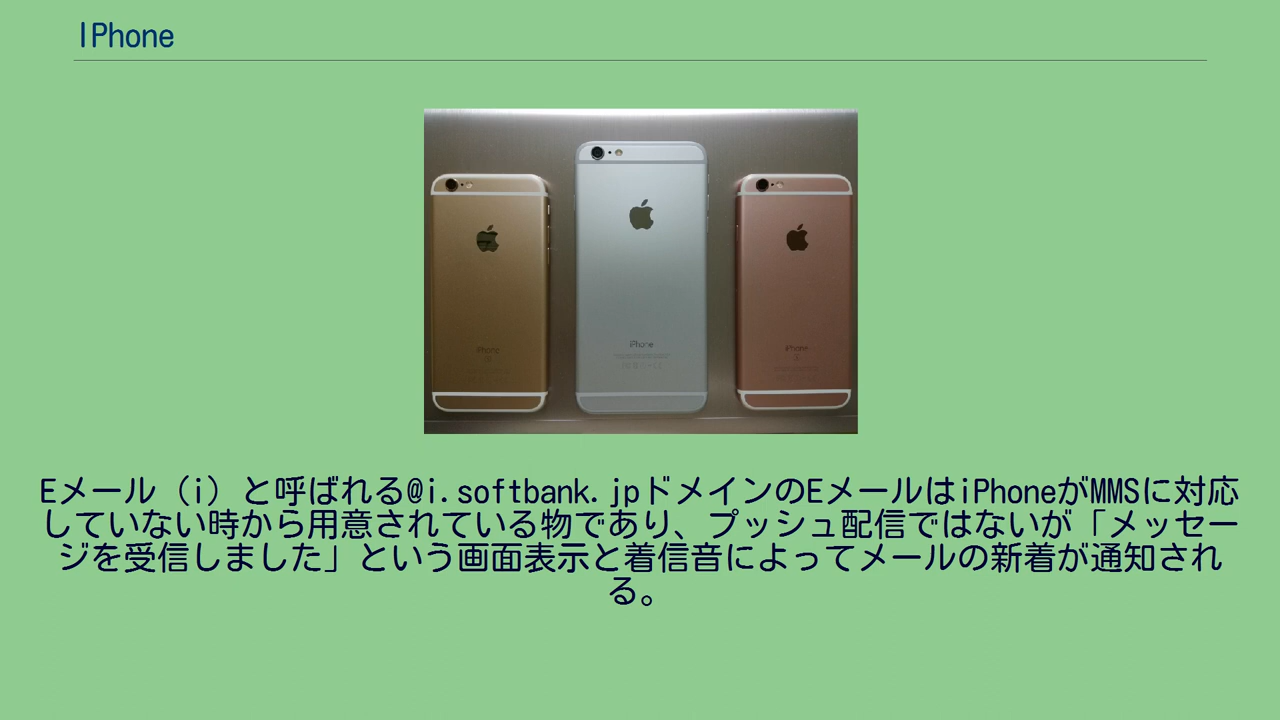 IPhone
iPhone
iPhone
S
iPhone
S
Eメール（i）と呼ばれる@i.softbank.jpドメインのEメールはiPhoneがMMSに対応
していない時から用意されている物であり、プッシュ配信ではないが「メッセー
ジを受信しました」という画面表示と着信音によってメールの新着が通知され
る。